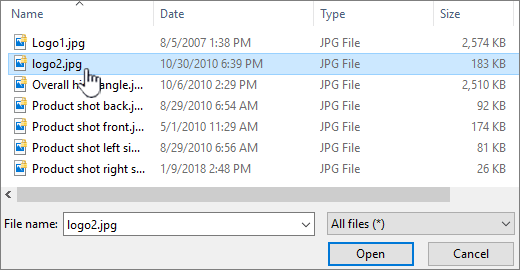 Name Date Type Size
Logo1.jpg 8/5/2007 1:38 PM JPG File 2,574 KB
logo2.jpg 10/30/2010 6:39 PM JPG File 183 KB
Overall h angle.j... 10/6/2010 2:29 PM JPG File 2,510 KB
Product shot back.j... 8/29/2010 6:54 AM JPG File 92 KB
Product shot front.j... 5/1/2010 11:29 AM JPG File 174 KB
Product shot left si... 8/29/2010 6:56 AM JPG File 81 KB
Product shot right s... 1/9/2018 2:48 PM JPG File 26 KB
File name: logo2.jpg All files (*)
Open Cancel